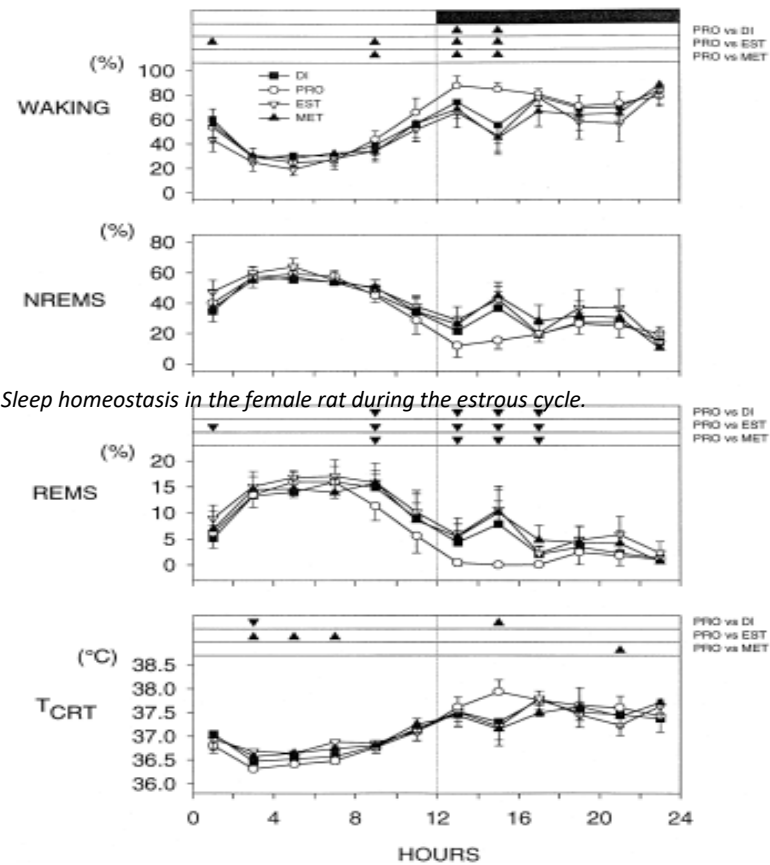 PRO vs DI
PRO vs EST
PRO vs MET
(%)
WAKING
100
80
60
40
20
0
DI
PRO
EST
MET
(%)
NREMS
80
60
40
20
0
Sleep homeostasis in the female rat during the estrous cycle.
PRO vs DI
PRO vs EST
PRO vs MET
(%)
REMS
20
15
10
5
0
PRO vs DI
PRO vs EST
PRO vs MET
(°C)
TCRT
38.5
38.0
37.5
37.0
36.5
36.0
0 4 8 12 16 20 24
HOURS